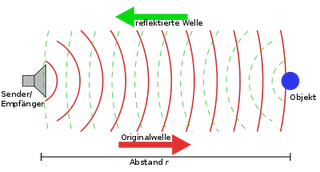 reflektierte Welle
Sender/
Empfänger
Objekt
Originalwelle
Abstand r